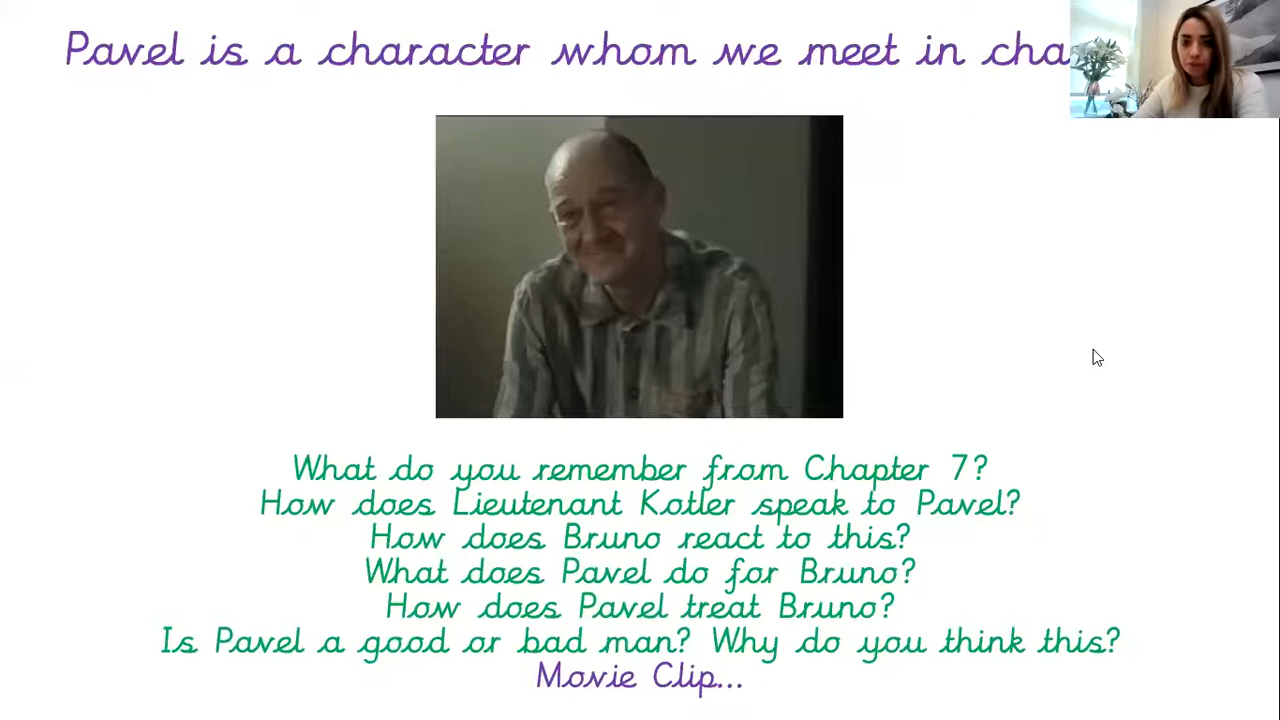 Pavel is a character whom we meet in
What do you remember from Chapter 7?
How does Lieutenant Kotler speak to Pavel?
How does Bruno react to this?
What does Pavel do for Bruno?
How does Pavel treat Bruno?
Is Pavel a good or bad man? Why do you think this?
Movie Clip...